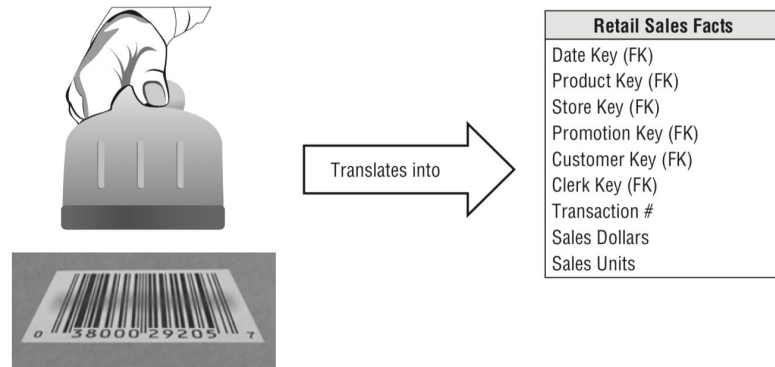 Translates into
Retail Sales Facts
Date Key (FK)
Product Key (FK)
Store Key (FK)
Promotion Key (FK)
Customer Key (FK)
Clerk Key (FK)
Transaction #
Sales Dollars
Sales Units
0 38000 29205 7